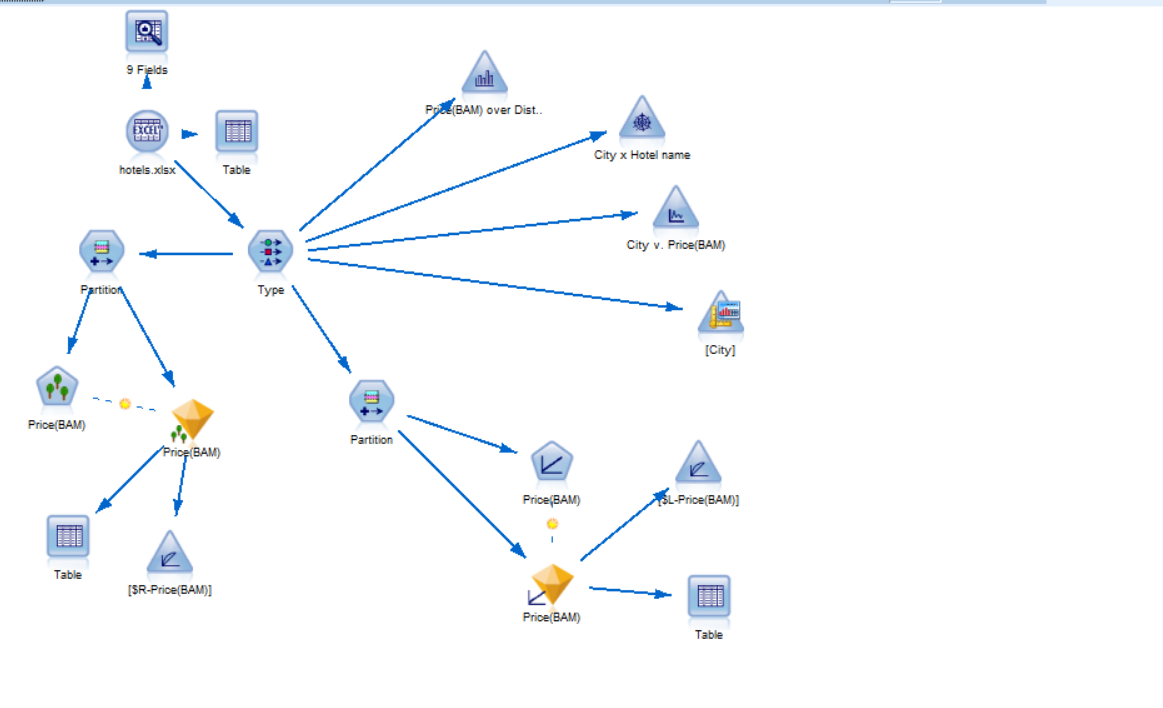 9 Fields
Price(BAM) over Dist..
EXCEL
hotels.xlsx
Table
City x Hotel name
City v. Price(BAM)
Partition
Type
[City]
Price(BAM)
Price(BAM)
Partition
Price(BAM)
[$L-Price(BAM)]
Table
[$R-Price(BAM)]
Price(BAM)
Table